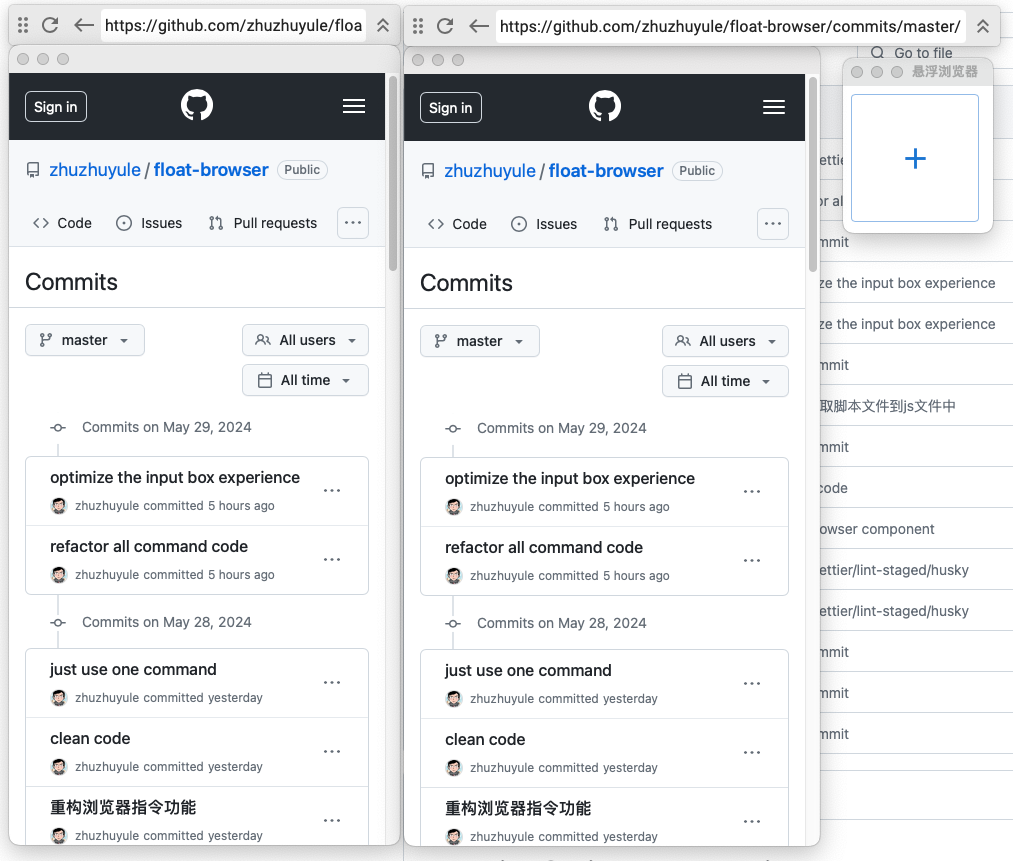 https://github.com/zhuzhuyule/floa
Sign in
zhuzhuyule / float-browser Public
Code Issues Pull requests
Commits
master
All users
All time
Commits on May 29, 2024
optimize the input box experience
zhuzhuyule committed 5 hours ago
refactor all command code
zhuzhuyule committed 5 hours ago
Commits on May 28, 2024
just use one command
zhuzhuyule committed yesterday
clean code
zhuzhuyule committed yesterday
重构浏览器指令功能
zhuzhuyule committed yesterday
https://github.com/zhuzhuyule/float-browser/commits/master/
Sign in
zhuzhuyule / float-browser Public
Code Issues Pull requests
Commits
master
All users
All time
Commits on May 29, 2024
optimize the input box experience
zhuzhuyule committed 5 hours ago
refactor all command code
zhuzhuyule committed 5 hours ago
Commits on May 28, 2024
just use one command
zhuzhuyule committed yesterday
clean code
zhuzhuyule committed yesterday
重构浏览器指令功能
zhuzhuyule committed yesterday
Go to file
悬浮浏览器
ettie
or al
mmit
ze the input box experience
ze the input box experience
mmit
取脚本文件到js文件中
mmit
code
owser component
ettier/lint-staged/husky
ettier/lint-staged/husky
mmit
mmit
mmit